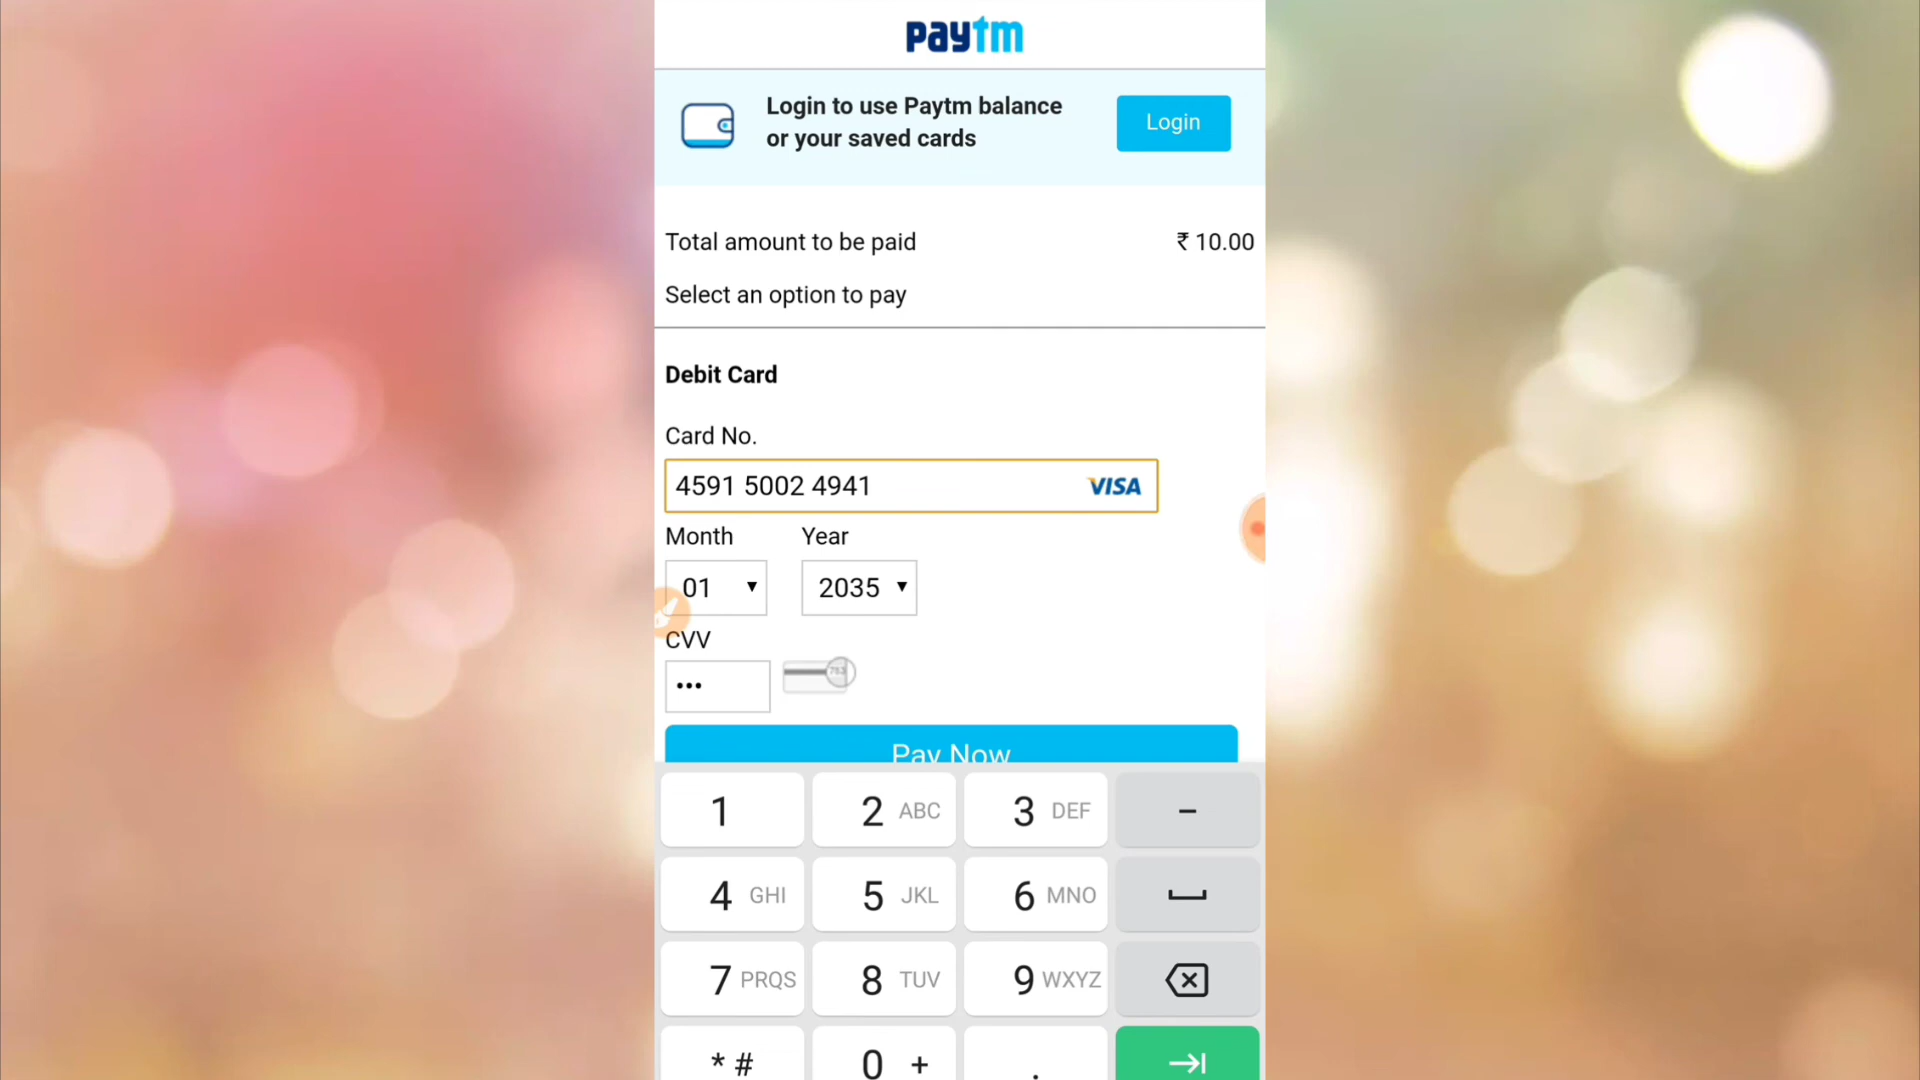 paytm
Login to use Paytm balance
or your saved cards
Login
Total amount to be paid ₹ 10.00
Select an option to pay
Debit Card
Card No.
4591 5002 4941 VISA
Month Year
01 2035
CVV
•••
Pay Now
1 2 ABC 3 DEF –
4 GHI 5 JKL 6 MNO
7 PRQS 8 TUV 9 WXYZ
* # 0 + .